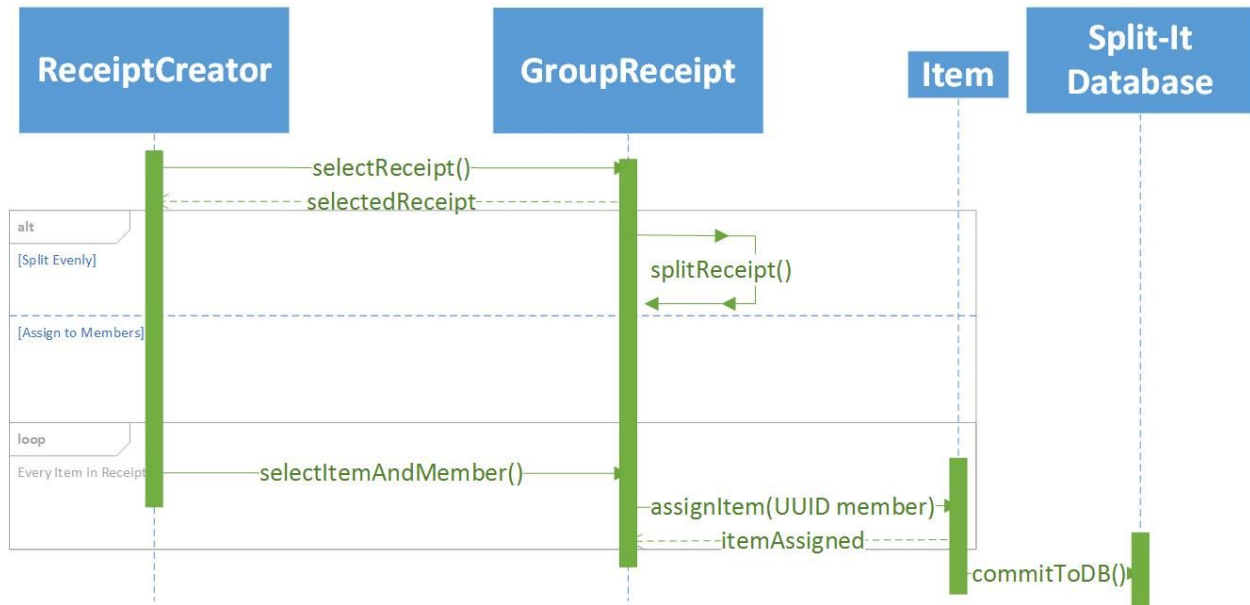 ReceiptCreator
GroupReceipt
Item
Split-It
Database
selectReceipt()
selectedReceipt
alt
[Split Evenly]
splitReceipt()
[Assign to Members]
loop
Every Item in Receipt
selectItemAndMember()
assignItem(UUID member)
itemAssigned
commitToDB()